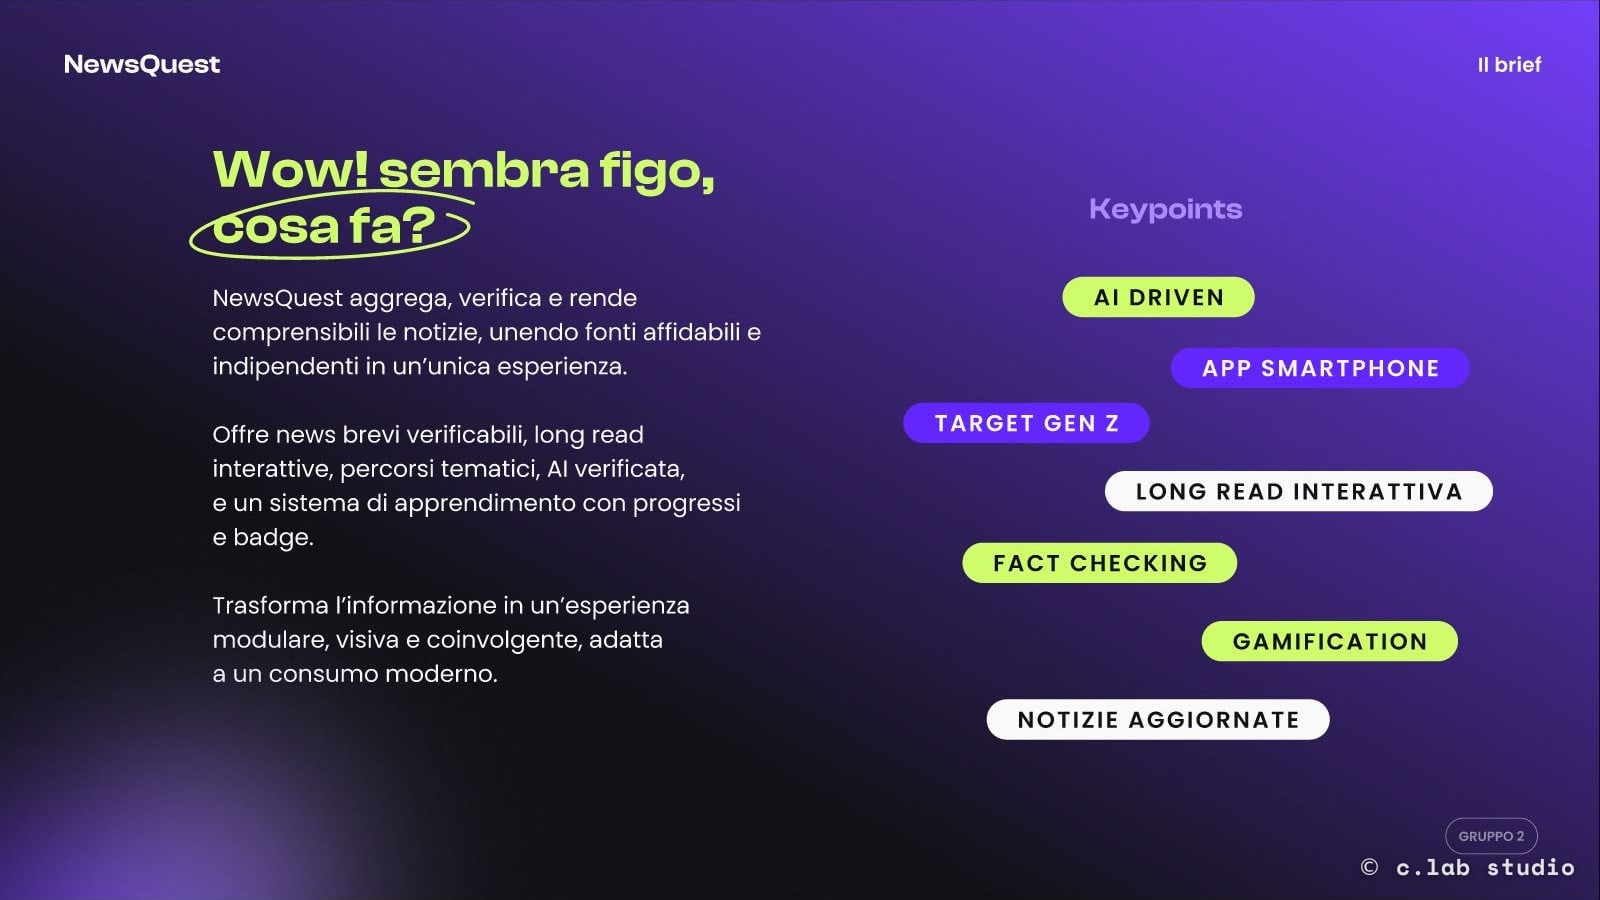 NewsQuest
Il brief
Wow! sembra figo,
cosa fa?
NewsQuest aggrega, verifica e rende
comprensibili le notizie, unendo fonti affidabili e
indipendenti in un’unica esperienza.
Offre news brevi verificabili, long read
interattive, percorsi tematici, AI verificata,
e un sistema di apprendimento con progressi
e badge.
Trasforma l’informazione in un’esperienza
modulare, visiva e coinvolgente, adatta
a un consumo moderno.
Keypoints
AI DRIVEN
APP SMARTPHONE
TARGET GEN Z
LONG READ INTERATTIVA
FACT CHECKING
GAMIFICATION
NOTIZIE AGGIORNATE
GRUPPO 2
© c.lab studio